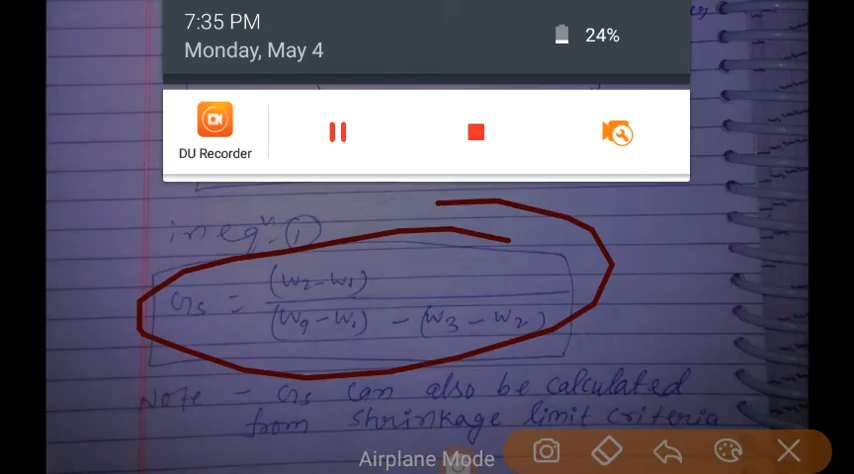 7:35 PM
Monday, May 4
24%
DU Recorder
in eqⁿ - ①
Gs = (W2-W1)
(W4-W1) - (W3-W2)
NOTE - Gs can also be calculated
from shrinkage limit criteria
Airplane Mode